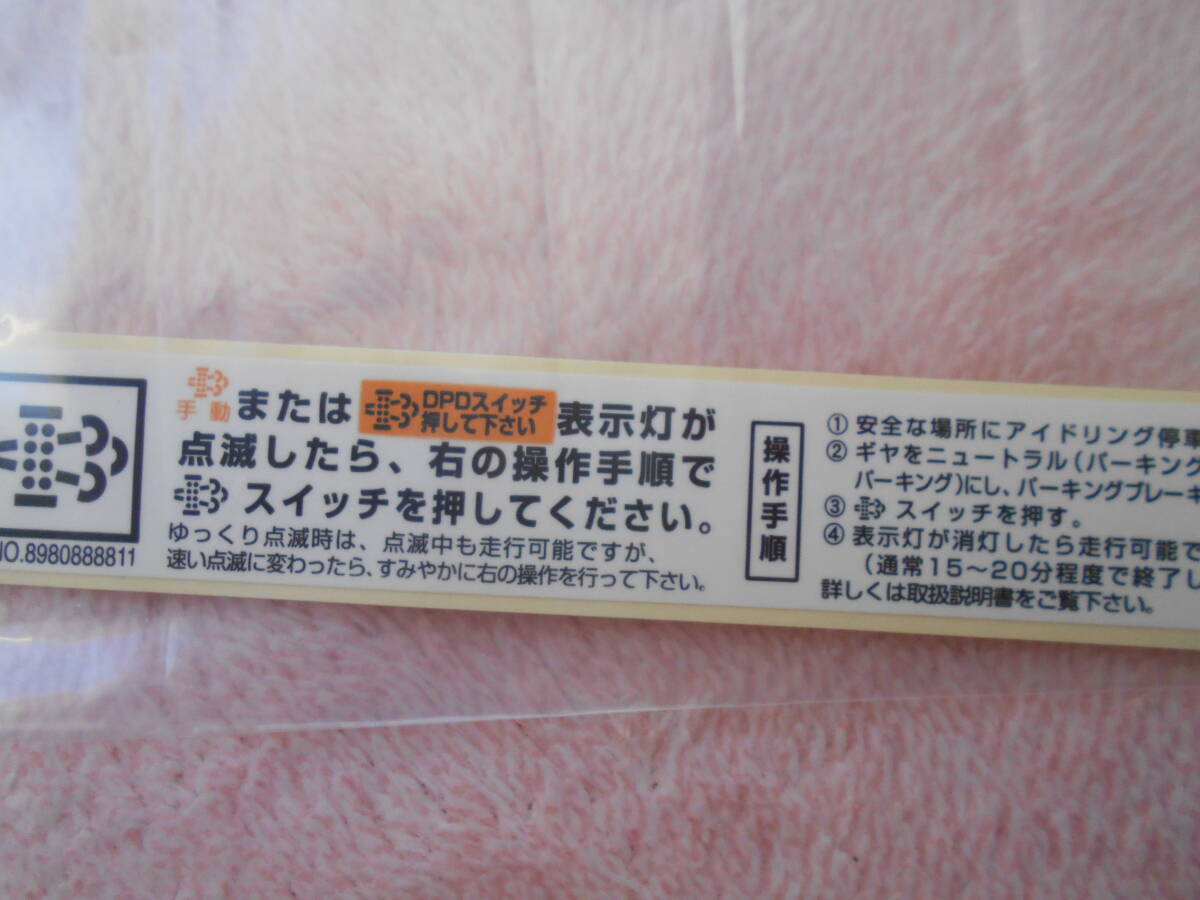 手動 または DPDスイッチ 押して下さい 表示灯が
点滅したら、右の操作手順で
スイッチを押してください。
ゆっくり点滅時は、点滅中も走行可能ですが、
速い点滅に変わったら、すみやかに右の操作を行って下さい。
NO.8980888811
操作手順
① 安全な場所にアイドリング停車
② ギヤをニュートラル(パーキング
パーキング)にし、パーキングブレーキ
③ スイッチを押す。
④ 表示灯が消灯したら走行可能で
(通常15〜20分程度で終了し
詳しくは取扱説明書をご覧下さい。